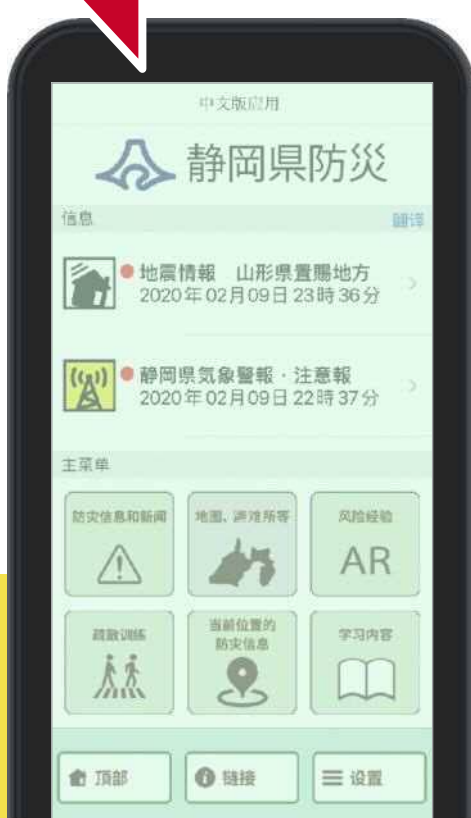 中文版应用
静岡県防災
信息
翻译
地震情報　山形県置賜地方
2020年02月09日23時36分
静岡県気象警報・注意報
2020年02月09日22時37分
主菜单
防灾信息和新闻
地图、避难所等
风险经验
AR
疏散训练
当前位置的
防灾信息
学习内容
顶部
链接
设置